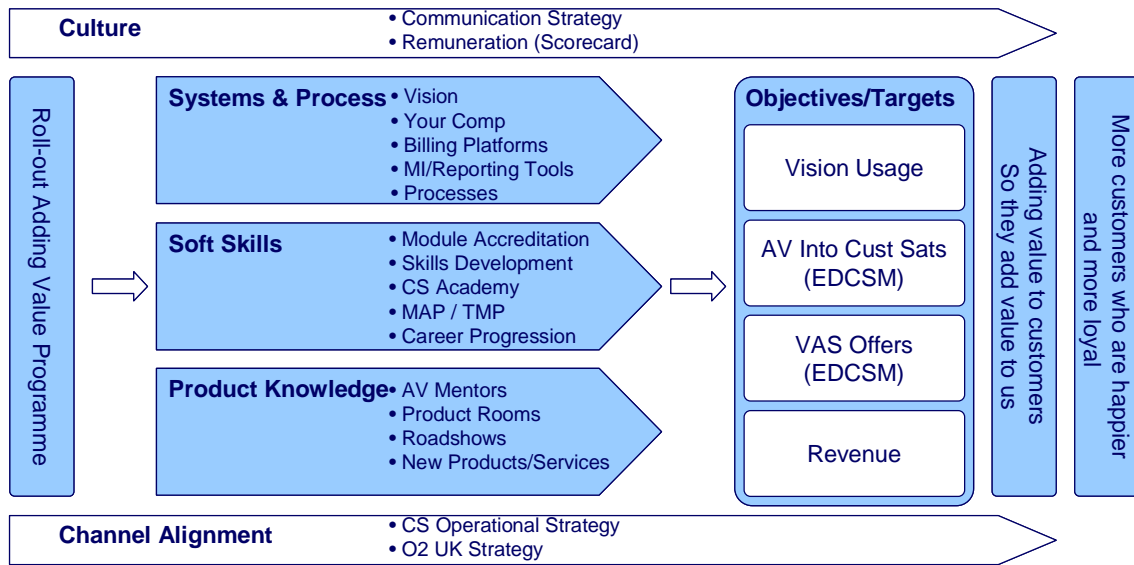 Culture
• Communication Strategy
• Remuneration (Scorecard)
Roll-out Adding Value Programme
Systems & Process
• Vision
• Your Comp
• Billing Platforms
• MI/Reporting Tools
• Processes
Soft Skills
• Module Accreditation
• Skills Development
• CS Academy
• MAP / TMP
• Career Progression
Product Knowledge
• AV Mentors
• Product Rooms
• Roadshows
• New Products/Services
Objectives/Targets
Vision Usage
AV Into Cust Sats
(EDCSM)
VAS Offers
(EDCSM)
Revenue
Adding value to customers
So they add value to us
More customers who are happier
and more loyal
Channel Alignment
• CS Operational Strategy
• O2 UK Strategy